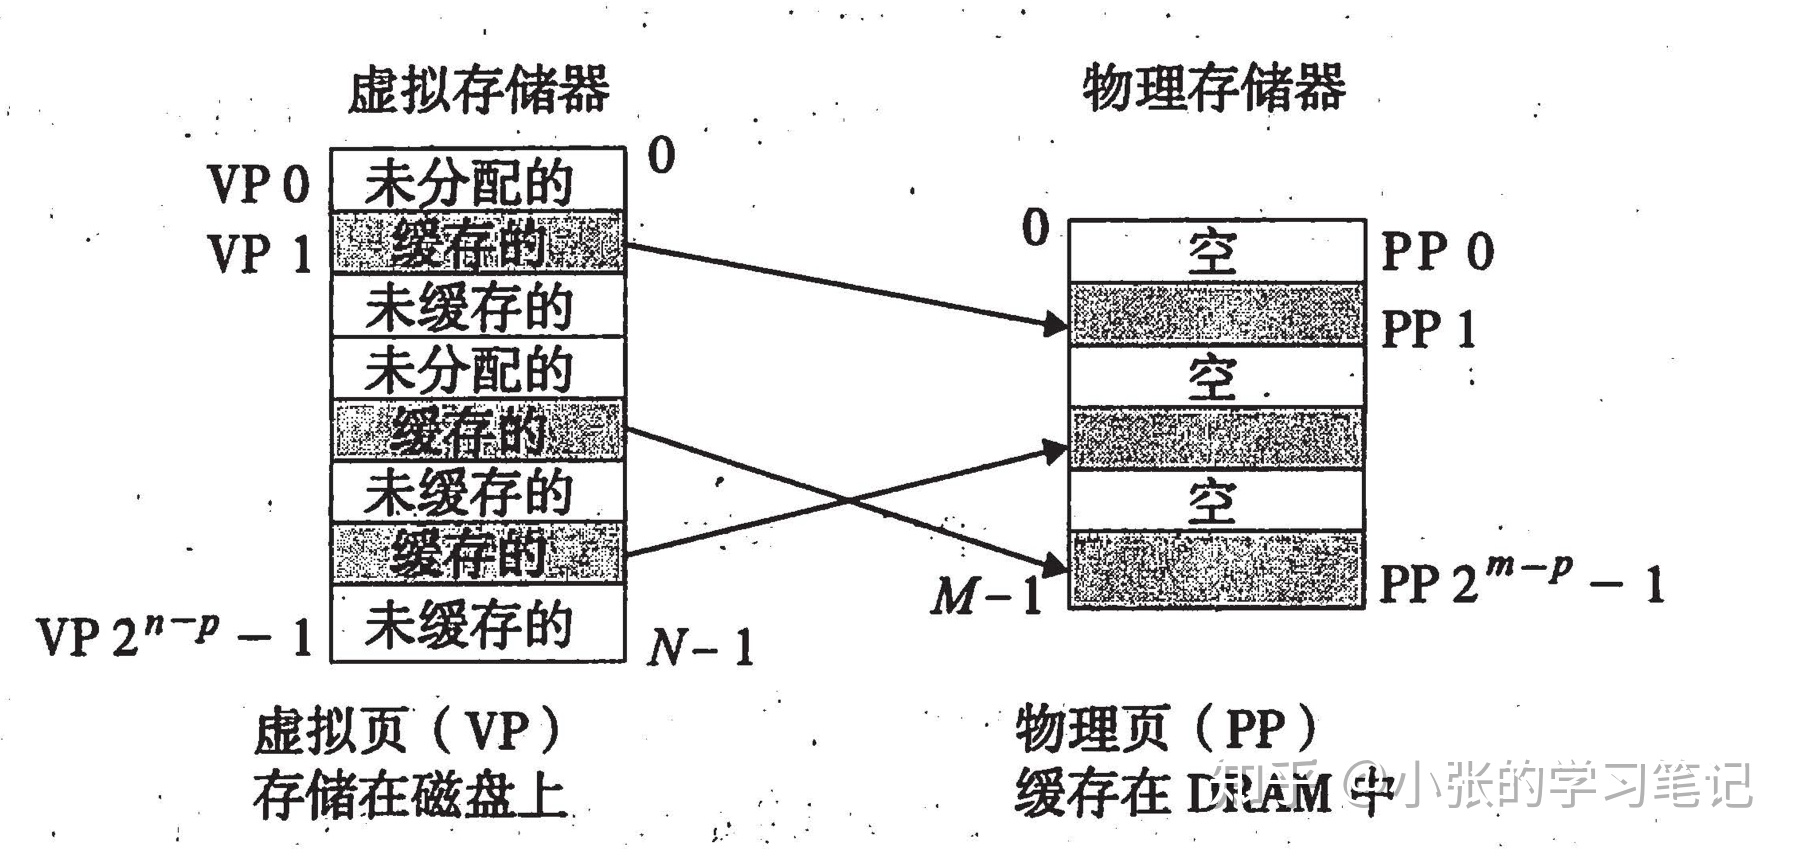 虚拟存储器
物理存储器
0
VP 0 未分配的
VP 1 缓存的
未缓存的
未分配的
缓存的
未缓存的
缓存的
VP 2^{n-p} - 1 未缓存的
N-1
0
空 PP 0
PP 1
空
空
M-1
PP 2^{m-p} - 1
虚拟页（VP）
存储在磁盘上
物理页（PP）
缓存在 DRAM 中
知乎 @小张的学习笔记